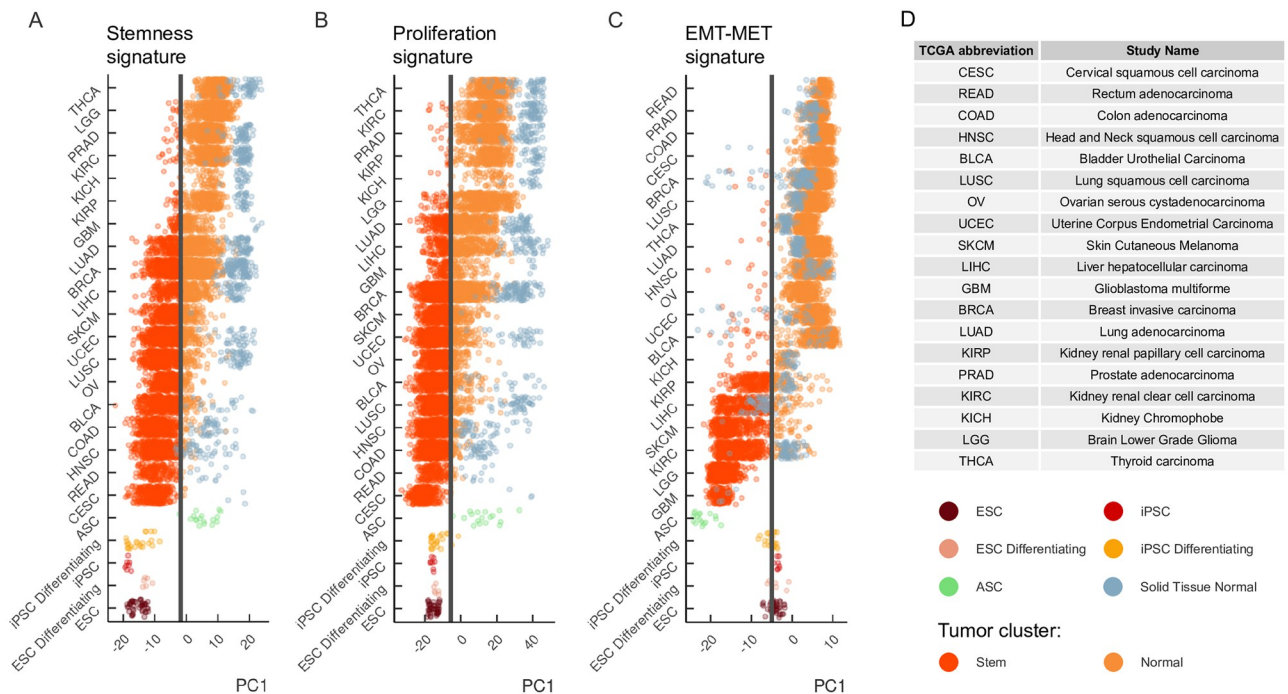 A
Stemness
signature
THCA
LGG
PRAD
KIRC
KICH
KIRP
GBM
LUAD
BRCA
LIHC
SKCM
UCEC
LUSC
OV
BLCA
COAD
HNSC
READ
CESC
ASC
iPSC Differentiating
iPSC
ESC Differentiating
ESC
-20
-10
0
10
20
PC1
B
Proliferation
signature
THCA
KIRC
PRAD
KIRP
KICH
LGG
LUAD
LIHC
GBM
BRCA
SKCM
UCEC
OV
BLCA
LUSC
HNSC
COAD
READ
CESC
ASC
iPSC Differentiating
iPSC
ESC Differentiating
ESC
-20
0
20
40
PC1
C
EMT-MET
signature
READ
PRAD
COAD
CESC
BRCA
LUSC
THCA
LUAD
HNSC
OV
UCEC
BLCA
KICH
KIRP
LIHC
SKCM
KIRC
LGG
GBM
ASC
iPSC Differentiating
iPSC
ESC Differentiating
ESC
-20
-10
0
10
PC1
D
TCGA abbreviation Study Name
CESC Cervical squamous cell carcinoma
READ Rectum adenocarcinoma
COAD Colon adenocarcinoma
HNSC Head and Neck squamous cell carcinoma
BLCA Bladder Urothelial Carcinoma
LUSC Lung squamous cell carcinoma
OV Ovarian serous cystadenocarcinoma
UCEC Uterine Corpus Endometrial Carcinoma
SKCM Skin Cutaneous Melanoma
LIHC Liver hepatocellular carcinoma
GBM Glioblastoma multiforme
BRCA Breast invasive carcinoma
LUAD Lung adenocarcinoma
KIRP Kidney renal papillary cell carcinoma
PRAD Prostate adenocarcinoma
KIRC Kidney renal clear cell carcinoma
KICH Kidney Chromophobe
LGG Brain Lower Grade Glioma
THCA Thyroid carcinoma
ESC iPSC
ESC Differentiating iPSC Differentiating
ASC Solid Tissue Normal
Tumor cluster:
Stem Normal